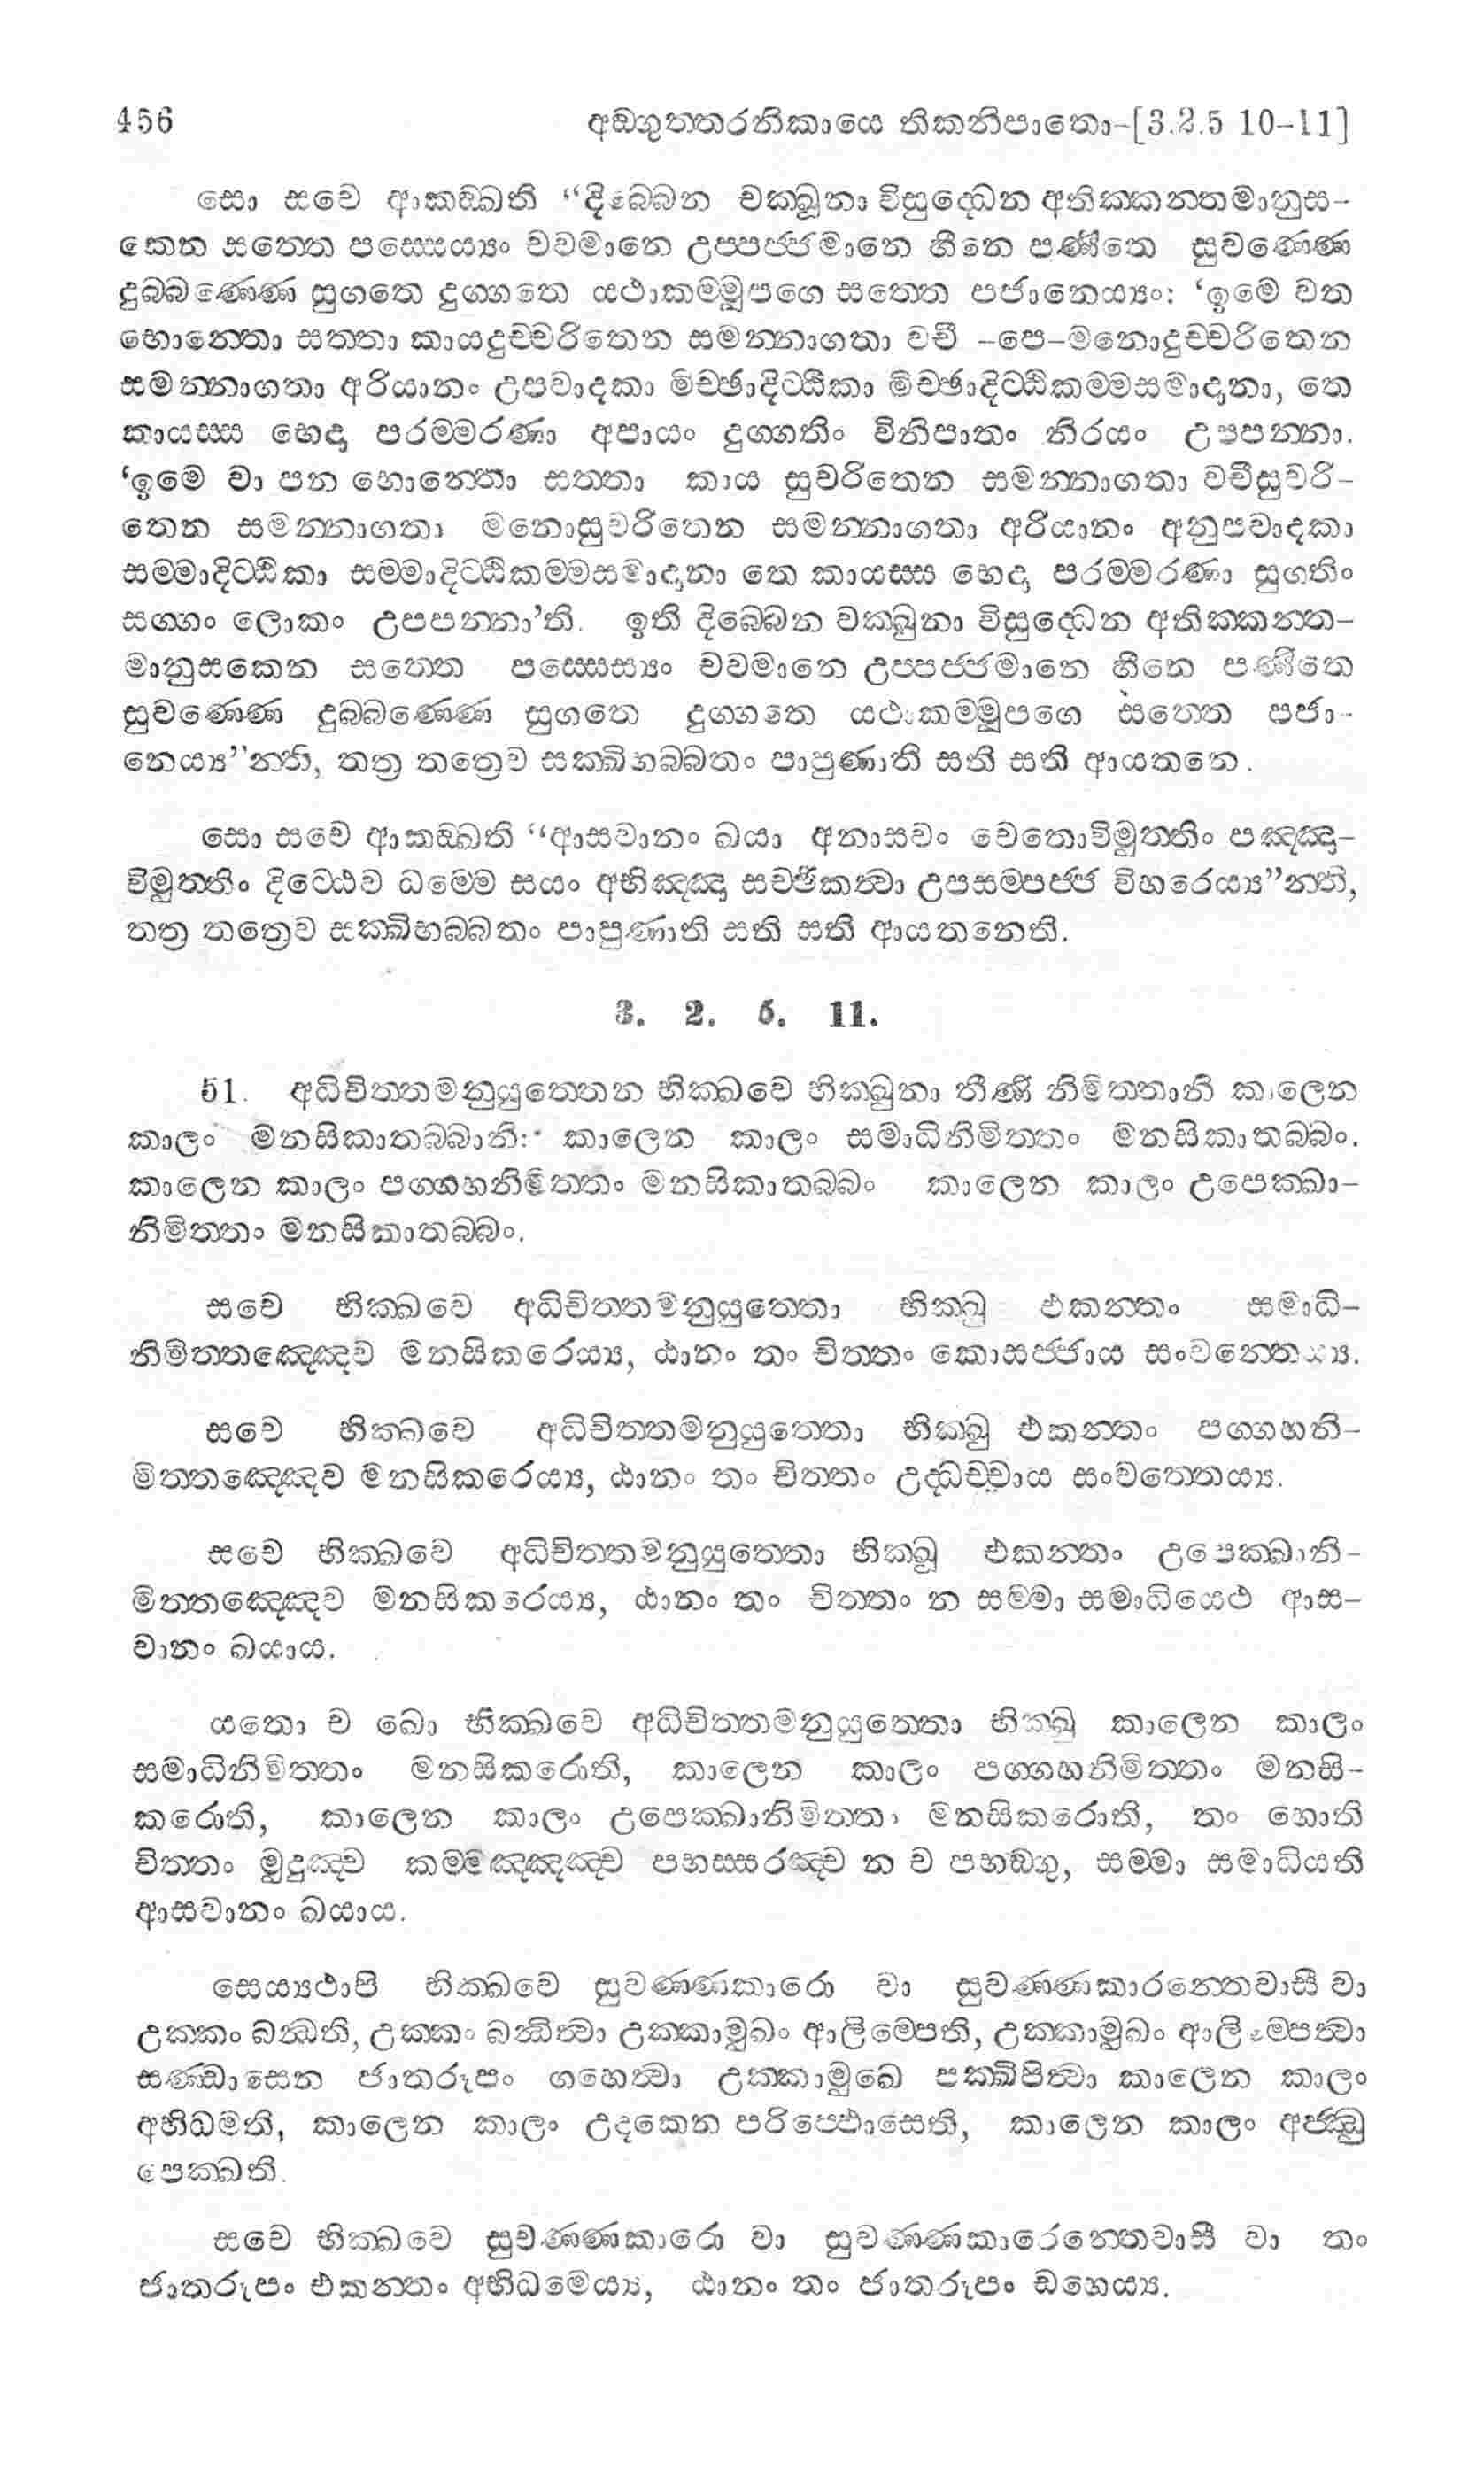 456 අඞ්ගුත්තරනිකායෙ තිකනිපාතො-[3.2.5 10-11]
සො සචෙ ආකඞ්ඛති “දිබ්බෙන චක්ඛූනා විසුද්ධෙන අතික්කන්තමානුස-
කෙන සත්තෙ පස්සෙය්‍යං චවමානෙ උප්පජ්ජමානෙ හීනෙ පණීතෙ සුවණ්ණෙ
දුබ්බණ්ණෙ සුගතෙ දුග්ගතෙ යථාකම්මූපගෙ සත්තෙ පජානෙය්‍යං: ‘ඉමෙ වත
භොන්තො සත්තා කායදුච්චරිතෙන සමන්නාගතා වචී -පෙ-මනොදුච්චරිතෙන
සමන්නාගතා අරියානං උපවාදකා මිච්ඡාදිට්ඨිකා මිච්ඡාදිට්ඨිකම්මසමාදානා, තෙ
කායස්ස භෙදා පරම්මරණා අපායං දුග්ගතිං විනිපාතං නිරයං උපපන්නා.
‘ඉමෙ වා පන භොන්තො සත්තා කාය සුචරිතෙන සමන්නාගතා වචීසුචරි-
තෙන සමන්නාගතා මනොසුචරිතෙන සමන්නාගතා අරියානං අනුපවාදකා
සම්මාදිට්ඨිකා සම්මාදිට්ඨිකම්මසමාදානා තෙ කායස්ස භෙදා පරම්මරණා සුගතිං
සග්ගං ලොකං උපපන්නා’ති. ඉති දිබ්බෙන චක්ඛුනා විසුද්ධෙන අතික්කන්ත-
මානුසකෙන සත්තෙ පස්සෙය්‍යං චවමානෙ උප්පජ්ජමානෙ හීනෙ පණීතෙ
සුවණ්ණෙ දුබ්බණ්ණෙ සුගතෙ දුග්ගතෙ යථාකම්මූපගෙ සත්තෙ පජා-
නෙය්‍ය”න්ති, තත්‍ර තත්‍රෙව සක්ඛිභබ්බතං පාපුණාති සති සති ආයතනෙ.
සො සචෙ ආකඞ්ඛති “ආසවානං ඛයා අනාසවං චෙතොවිමුත්තිං පඤ්ඤා-
විමුත්තිං දිට්ඨෙව ධම්මෙ සයං අභිඤ්ඤා සච්ඡිකත්‍වා උපසම්පජ්ජ විහරෙය්‍ය”න්ති,
තත්‍ර තත්‍රෙව සක්ඛිභබ්බතං පාපුණාති සති සති ආයතනෙති.
3. 2. 5. 11.
51. අධිචිත්තමනුයුත්තෙන භික්ඛවෙ භික්ඛුනා තීණි නිමිත්තානි කාලෙන
කාලං මනසිකාතබ්බානි: කාලෙන කාලං සමාධිනිමිත්තං මනසිකාතබ්බං.
කාලෙන කාලං පග්ගහනිමිත්තං මනසිකාතබ්බං කාලෙන කාලං උපෙක්ඛා-
නිමිත්තං මනසිකාතබ්බං.
සචෙ භික්ඛවෙ අධිචිත්තමනුයුත්තො භික්ඛු එකන්තං සමාධි-
නිමිත්තඤ්ඤෙව මනසිකරෙය්‍ය, ඨානං තං චිත්තං කොසජ්ජාය සංවත්තෙය්‍ය.
සචෙ භික්ඛවෙ අධිචිත්තමනුයුත්තො භික්ඛු එකන්තං පග්ගහනි-
මිත්තඤ්ඤෙව මනසිකරෙය්‍ය, ඨානං තං චිත්තං උද්ධච්චාය සංවත්තෙය්‍ය.
සචෙ භික්ඛවෙ අධිචිත්තමනුයුත්තො භික්ඛූ එකන්තං උපෙක්ඛානි-
මිත්තඤ්ඤෙව මනසිකරෙය්‍ය, ඨානං තං චිත්තං න සම්මා සමාධියෙථ ආස-
වානං ඛයාය.
යතො ච ඛො භික්ඛවෙ අධිචිත්තමනුයුත්තො භික්ඛු කාලෙන කාලං
සමාධිනිමිත්තං මනසිකරොති, කාලෙන කාලං පග්ගහනිමිත්තං මනසි-
කරොති, කාලෙන කාලං උපෙක්ඛානිමිත්තං මනසිකරොති, තං හොති
චිත්තං මුදුඤ්ච කම්මඤ්ඤඤ්ච පභස්සරඤ්ච න ච පභඞ්ගු, සම්මා සමාධියති
ආසවානං ඛයාය.
සෙය්‍යථාපි භික්ඛවෙ සුවණ්ණකාරො වා සුවණ්ණකාරන්තෙවාසී වා
උක්කං බන්ධති, උක්කං බන්ධිත්‍වා උක්කාමුඛං ආලිම්පෙති, උක්කාමුඛං ආලිම්පෙත්‍වා
සණ්ඩාසෙන ජාතරූපං ගහෙත්‍වා උක්කාමුඛෙ පක්ඛිපිත්‍වා කාලෙන කාලං
අභිධමති, කාලෙන කාලං උදකෙන පරිප්ඵොසෙති, කාලෙන කාලං අජ්ඣු
පෙක්ඛති.
සචෙ භික්ඛවෙ සුවණ්ණකාරො වා සුවණ්ණකාරෙන්තෙවාසී වා තං
ජාතරූපං එකන්තං අභිධමෙය්‍ය, ඨානං තං ජාතරූපං ඩහෙය්‍ය.